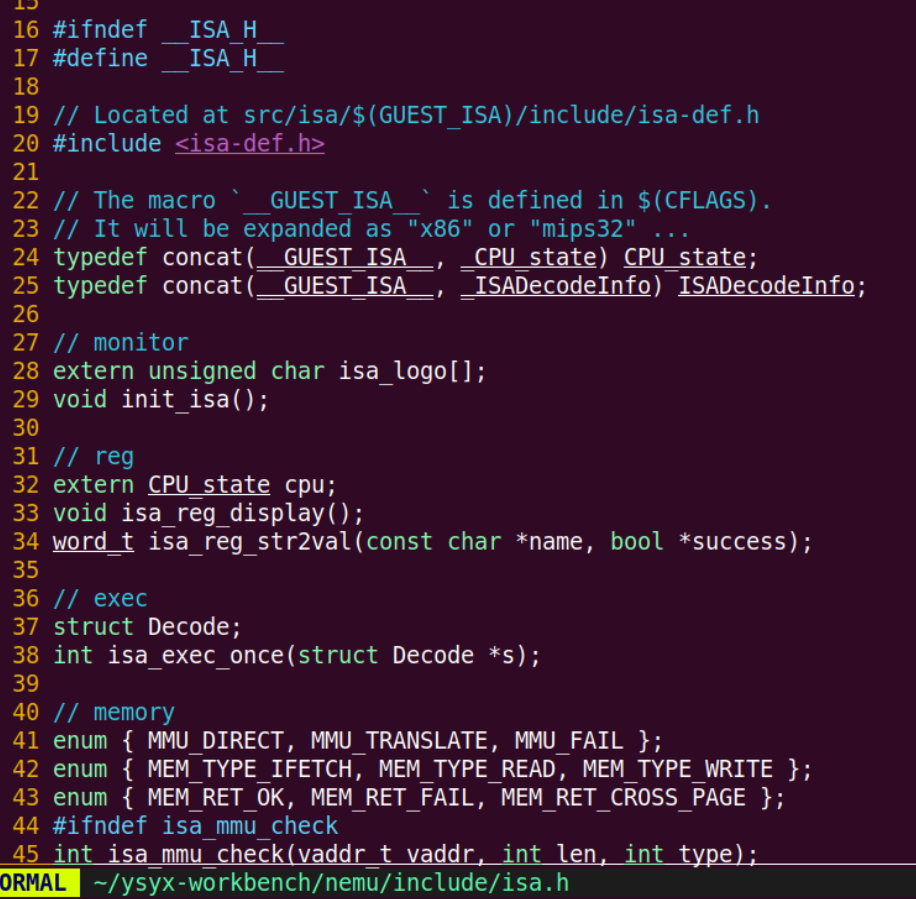 15
16 #ifndef __ISA_H__
17 #define __ISA_H__
18
19 // Located at src/isa/$(GUEST_ISA)/include/isa-def.h
20 #include <isa-def.h>
21
22 // The macro `__GUEST_ISA__` is defined in $(CFLAGS).
23 // It will be expanded as "x86" or "mips32" ...
24 typedef concat(__GUEST_ISA__, _CPU_state) CPU_state;
25 typedef concat(__GUEST_ISA__, _ISADecodeInfo) ISADecodeInfo;
26
27 // monitor
28 extern unsigned char isa_logo[];
29 void init_isa();
30
31 // reg
32 extern CPU_state cpu;
33 void isa_reg_display();
34 word_t isa_reg_str2val(const char *name, bool *success);
35
36 // exec
37 struct Decode;
38 int isa_exec_once(struct Decode *s);
39
40 // memory
41 enum { MMU_DIRECT, MMU_TRANSLATE, MMU_FAIL };
42 enum { MEM_TYPE_IFETCH, MEM_TYPE_READ, MEM_TYPE_WRITE };
43 enum { MEM_RET_OK, MEM_RET_FAIL, MEM_RET_CROSS_PAGE };
44 #ifndef isa_mmu_check
45 int isa_mmu_check(vaddr_t vaddr, int len, int type);
ORMAL ~/ysyx-workbench/nemu/include/isa.h